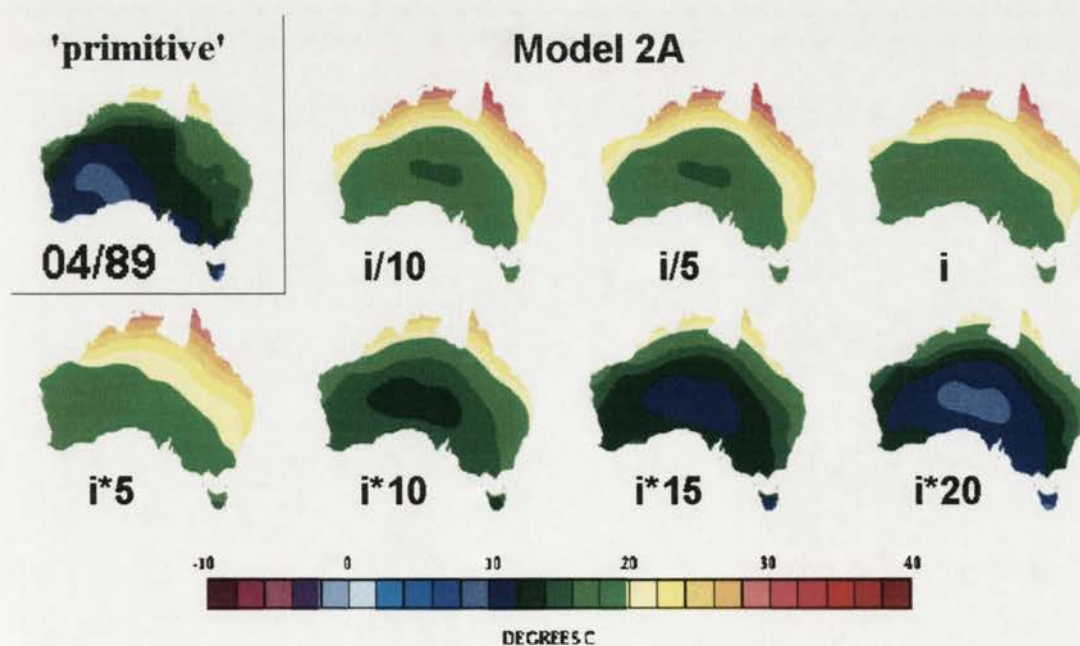 'primitive'
Model 2A
04/89
i/10
i/5
i
i*5
i*10
i*15
i*20
-10 0 10 20 30 40
DEGREES C